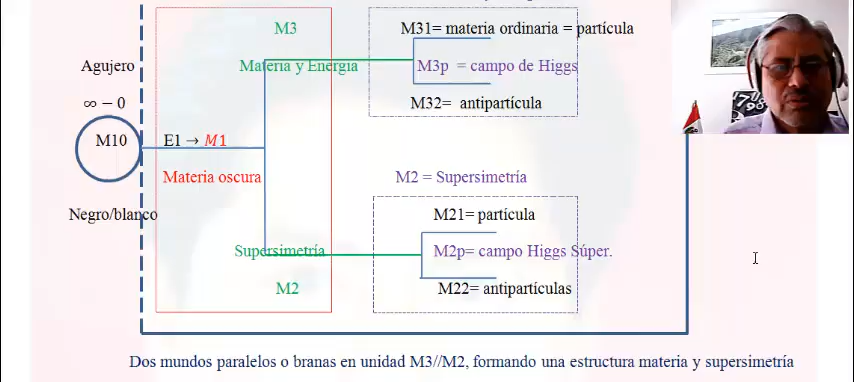 M3
M31= materia ordinaria = partícula
Agujero
Materia y Energía
M3p = campo de Higgs
∞ − 0
M32= antipartícula
M10
E1 → M1
Materia oscura
M2 = Supersimetría
Negro/blanco
M21= partícula
Supersimetría
M2p= campo Higgs Súper.
M2
M22= antipartículas
Dos mundos paralelos o branas en unidad M3//M2, formando una estructura materia y supersimetría